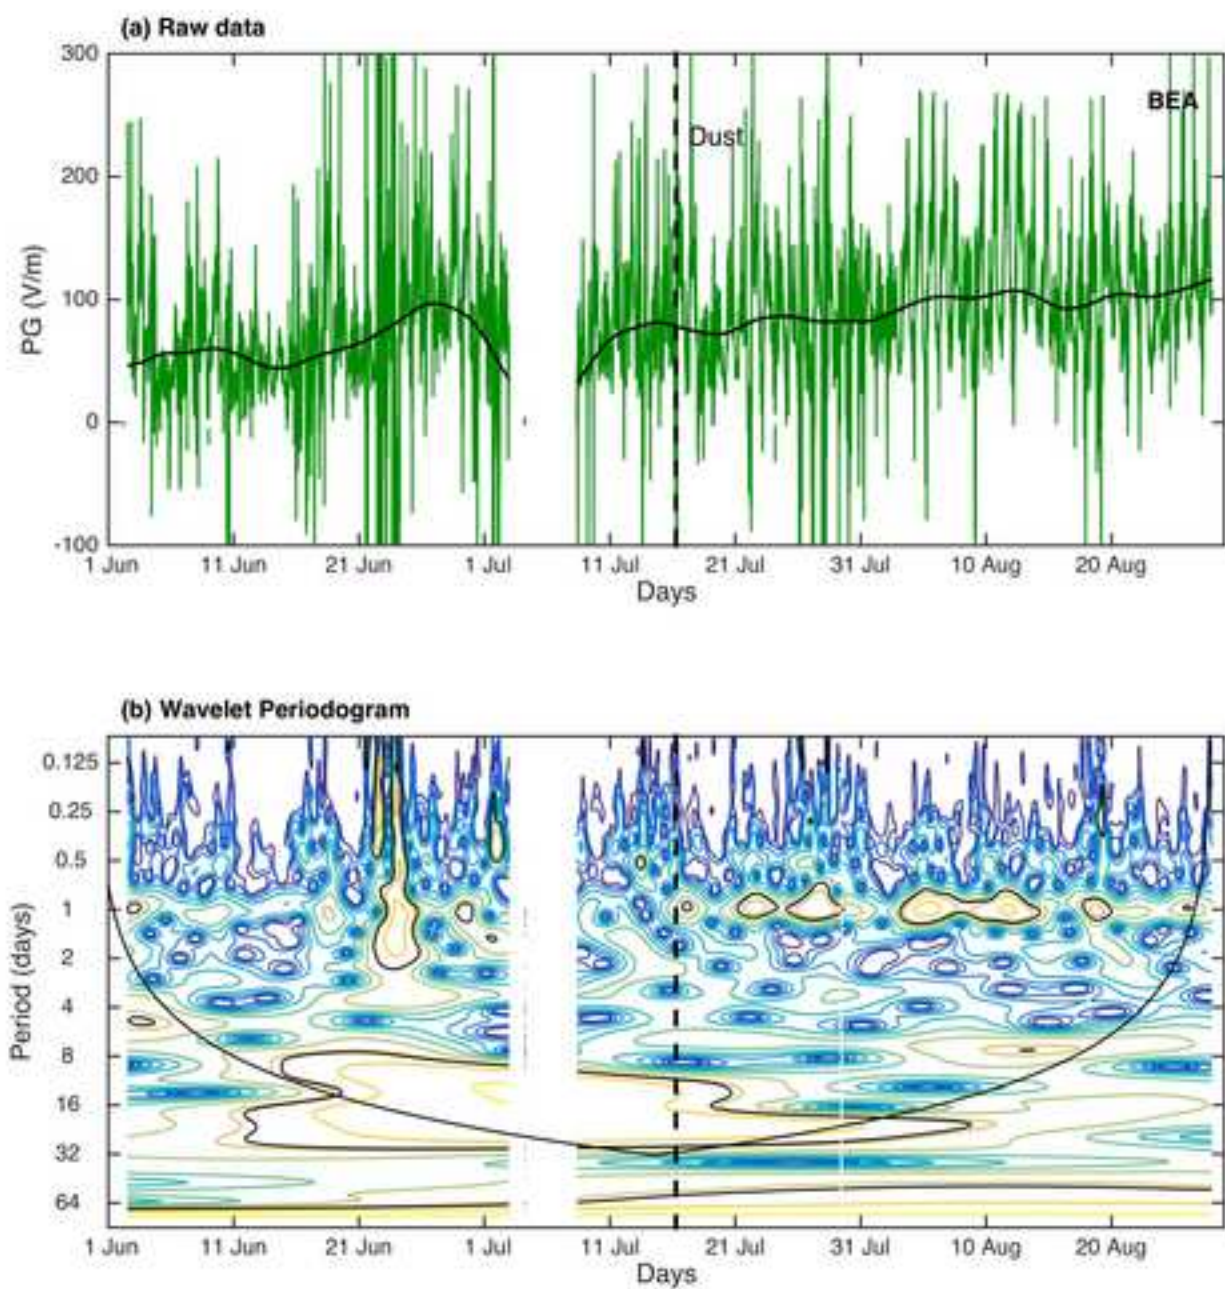 (a) Raw data
300
200
100
0
-100
PG (V/m)
BEA
Dust
1 Jun
11 Jun
21 Jun
1 Jul
11 Jul
21 Jul
31 Jul
10 Aug
20 Aug
Days
(b) Wavelet Periodogram
0.125
0.25
0.5
1
2
4
8
16
32
64
Period (days)
1 Jun
11 Jun
21 Jun
1 Jul
11 Jul
21 Jul
31 Jul
10 Aug
20 Aug
Days